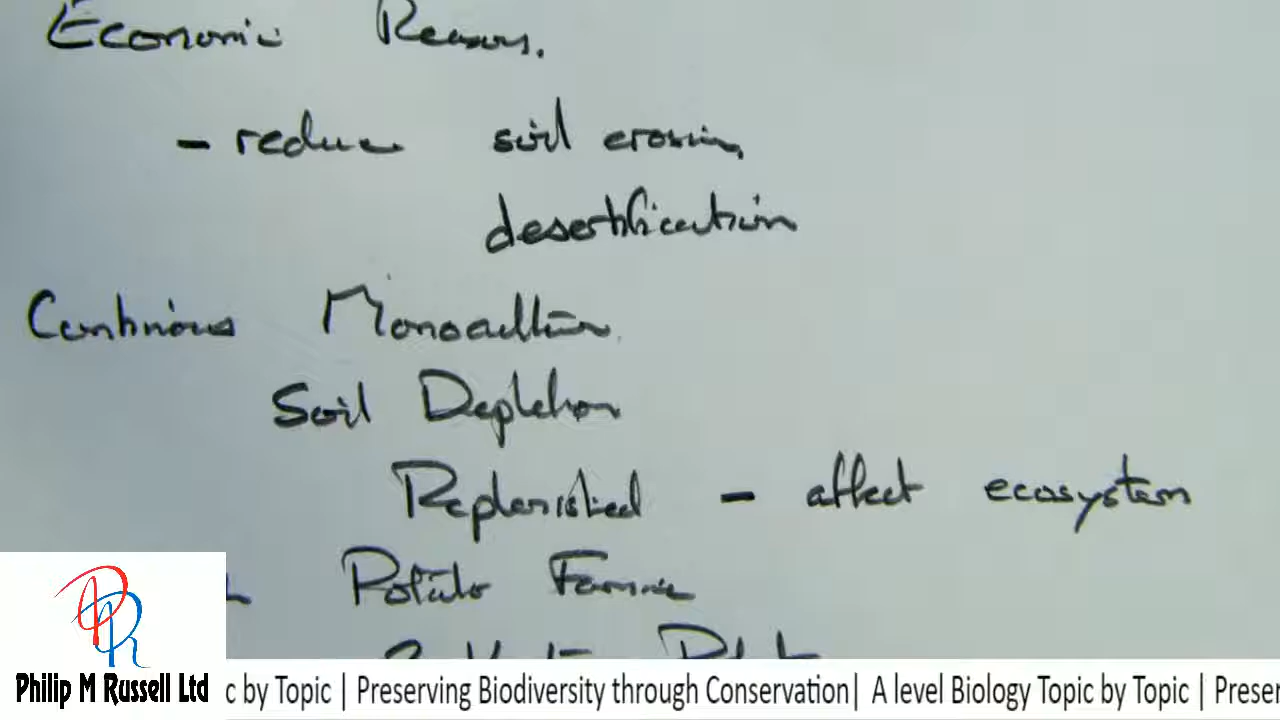 Economic Reasons.
- reduce soil erosion,
desertification
Continuous Monoculture.
Soil Depletion
Replenished - affect ecosystem
Potato Famine
Philip M Russell Ltd
c by Topic | Preserving Biodiversity through Conservation| A level Biology Topic by Topic | Prese